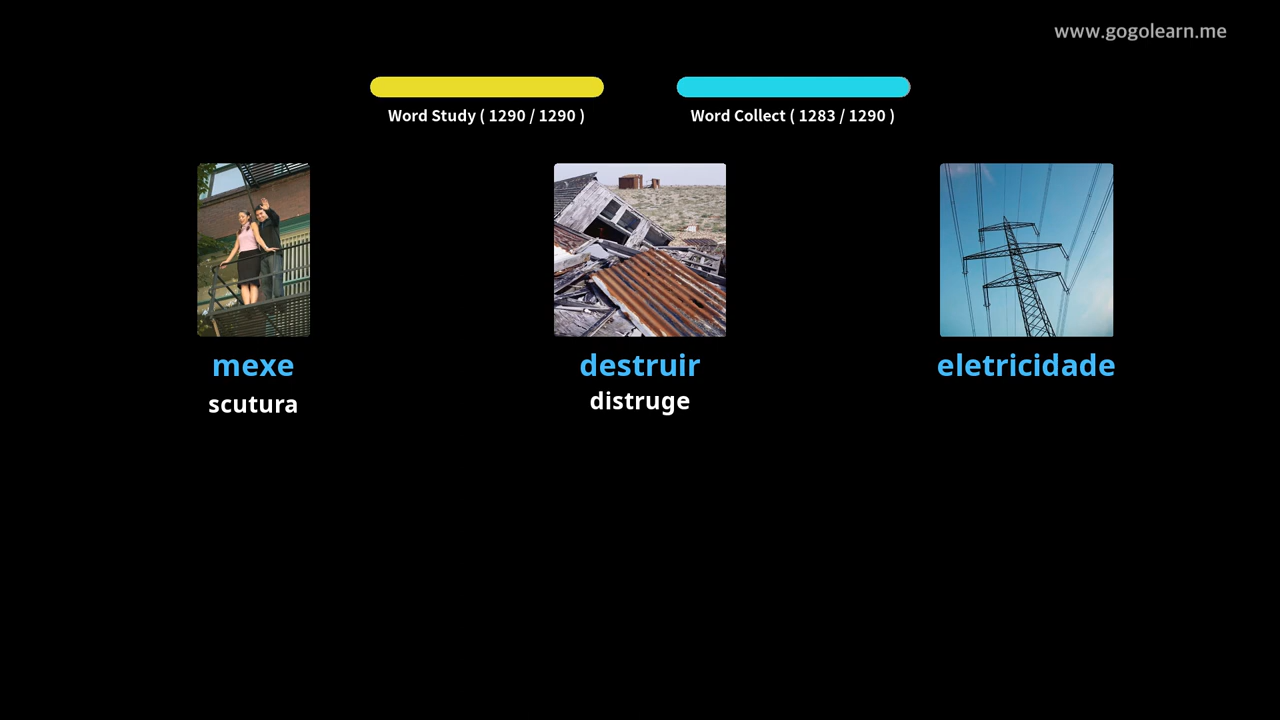 www.gogolearn.me
Word Study ( 1290 / 1290 )
Word Collect ( 1283 / 1290 )
mexe
scutura
destruir
distruge
eletricidade